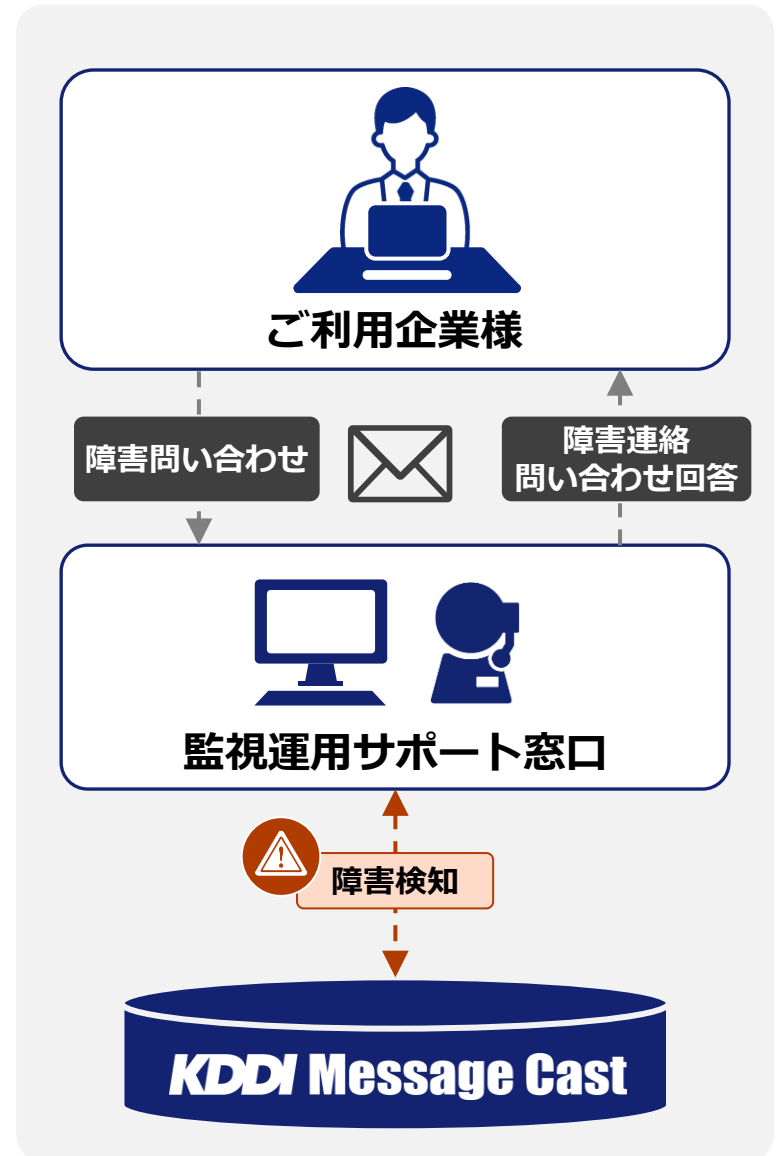 ご利用企業様
障害問い合わせ
障害連絡
問い合わせ回答
監視運用サポート窓口
障害検知
KDDI Message Cast